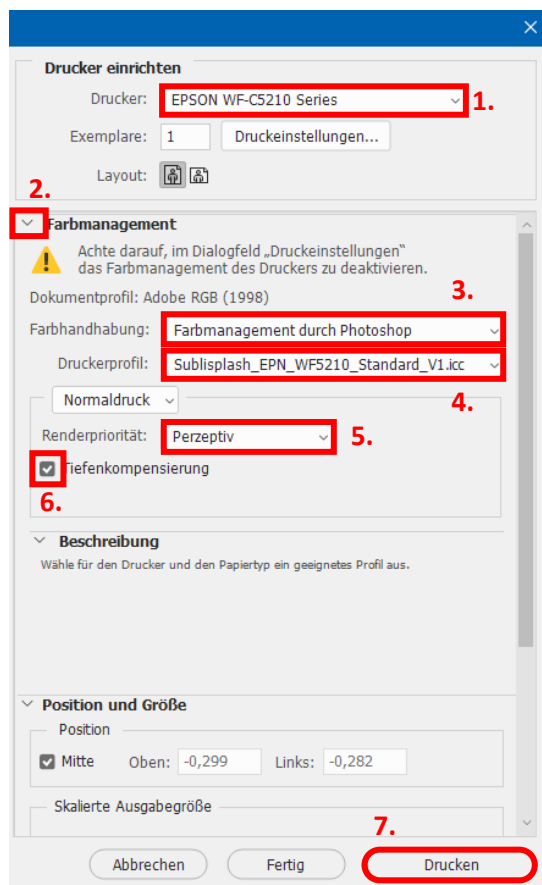 Drucker einrichten
Drucker: EPSON WF-C5210 Series 1.
Exemplare: 1 Druckeinstellungen...
Layout:
2.
Farbmanagement
Achte darauf, im Dialogfeld „Druckeinstellungen"
das Farbmanagement des Druckers zu deaktivieren.
Dokumentprofil: Adobe RGB (1998)
3.
Farbhandhabung: Farbmanagement durch Photoshop
Druckerprofil: Sublisplash_EPN_WF5210_Standard_V1.icc
4.
Normaldruck
Renderpriorität: Perzeptiv 5.
Tiefenkompensierung
6.
Beschreibung
Wähle für den Drucker und den Papiertyp ein geeignetes Profil aus.
Position und Größe
Position
Mitte Oben: -0,299 Links: -0,282
Skalierte Ausgabegröße
7.
Abbrechen Fertig Drucken